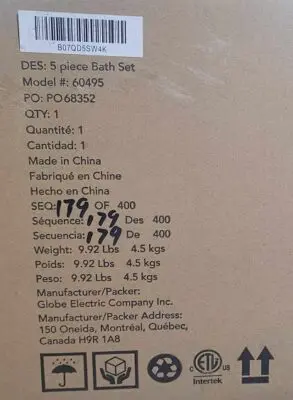 B07QD5SW4K
DES: 5 piece Bath Set
Model #: 60495
PO: PO68352
QTY: 1
Quantité: 1
Cantidad: 1
Made in China
Fabriqué en Chine
Hecho en China
SEQ: 179 OF 400
Séquence: 179 Des 400
Secuencia: 179 De 400
Weight: 9.92 Lbs 4.5 kgs
Poids: 9.92 Lbs 4.5 kgs
Peso: 9.92 Lbs 4.5 kgs
Manufacturer/Packer:
Globe Electric Company Inc.
Manufacturer/Packer Address:
150 Oneida, Montréal, Québec,
Canada H9R 1A8
C ETL US
Intertek